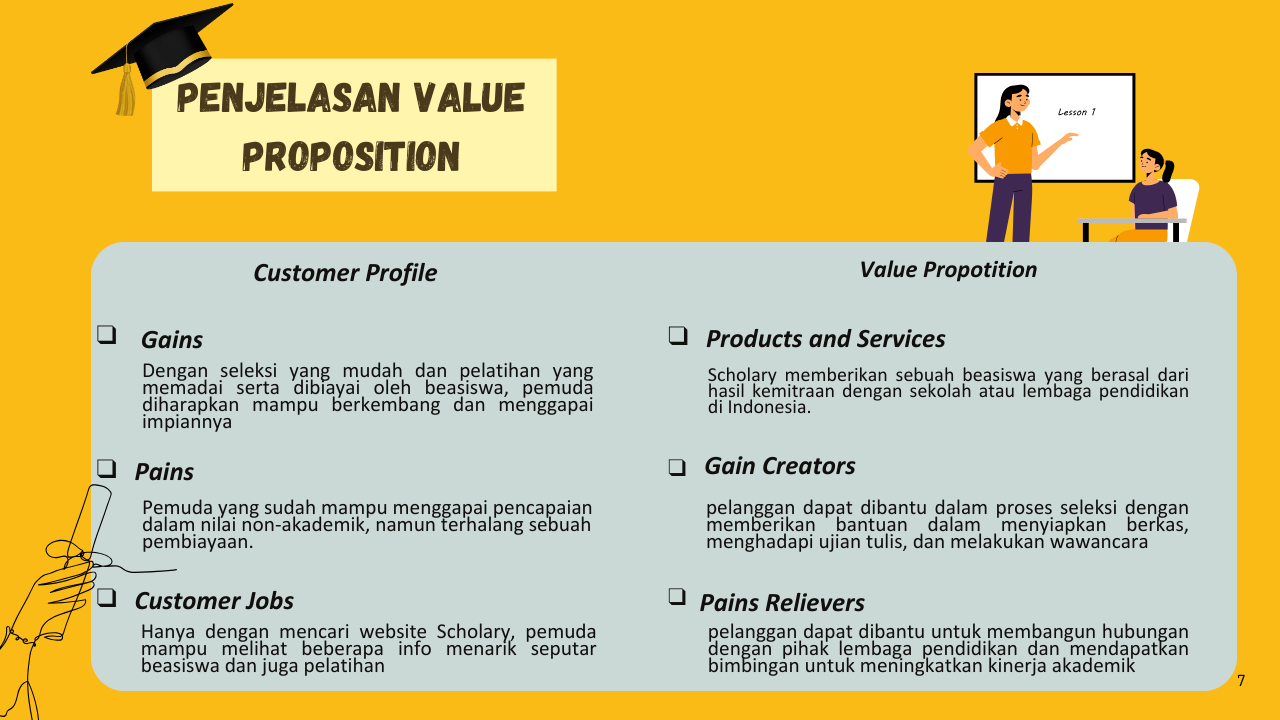 PENJELASAN VALUE
PROPOSITION
Lesson 1
Customer Profile
❑ Gains
Dengan seleksi yang mudah dan pelatihan yang
memadai serta dibiayai oleh beasiswa, pemuda
diharapkan mampu berkembang dan menggapai
impiannya
❑ Pains
Pemuda yang sudah mampu menggapai pencapaian
dalam nilai non-akademik, namun terhalang sebuah
pembiayaan.
❑ Customer Jobs
Hanya dengan mencari website Scholary, pemuda
mampu melihat beberapa info menarik seputar
beasiswa dan juga pelatihan
Value Propotition
❑ Products and Services
Scholary memberikan sebuah beasiswa yang berasal dari
hasil kemitraan dengan sekolah atau lembaga pendidikan
di Indonesia.
❑ Gain Creators
pelanggan dapat dibantu dalam proses seleksi dengan
memberikan bantuan dalam menyiapkan berkas,
menghadapi ujian tulis, dan melakukan wawancara
❑ Pains Relievers
pelanggan dapat dibantu untuk membangun hubungan
dengan pihak lembaga pendidikan dan mendapatkan
bimbingan untuk meningkatkan kinerja akademik
7